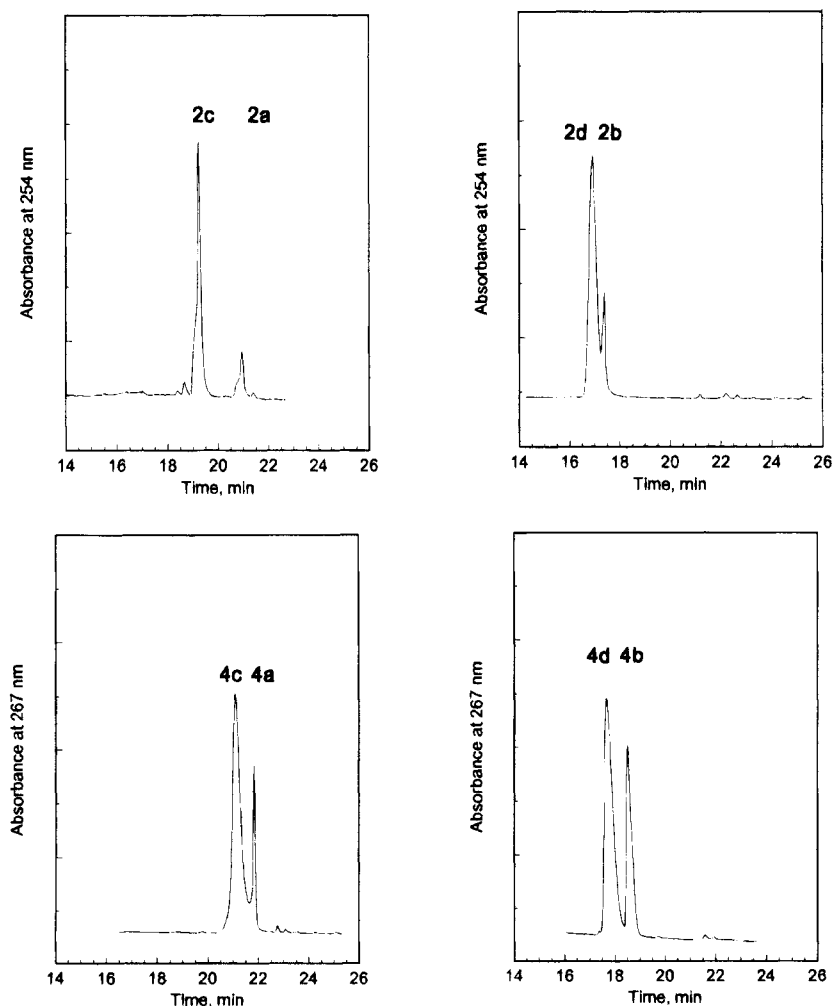 2c 2a
Absorbance at 254 nm
14 16 18 20 22 24 26
Time, min
2d 2b
Absorbance at 254 nm
14 16 18 20 22 24 26
Time, min
4c 4a
Absorbance at 267 nm
14 16 18 20 22 24 26
Time, min
4d 4b
Absorbance at 267 nm
14 16 18 20 22 24 26
Time, min